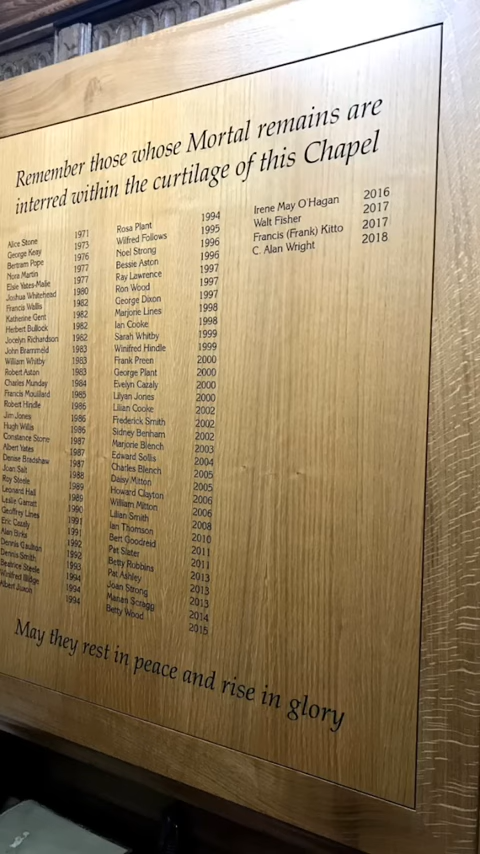 Remember those whose Mortal remains are
interred within the curtilage of this Chapel
Alice Stone 1971
George Keay 1973
Bertram Pope 1976
Nora Martin 1977
Elsie Yates-Malie 1977
Joshua Whitehead 1980
Francis Wallis 1982
Katherine Gent 1982
Herbert Bullock 1982
Jocelyn Richardson 1982
John Brammeld 1983
William Whitby 1983
Robert Aston 1983
Charles Munday 1984
Francis Mouillard 1985
Robert Hindle 1986
Jim Jones 1986
Hugh Willis 1986
Constance Stone 1987
Albert Yates 1987
Denise Bradshaw 1987
Joan Salt 1988
Roy Steele 1989
Leonard Hall 1989
Leslie Garratt 1990
Geoffrey Lines 1991
Eric Cazaly 1991
Alan Birks 1992
Dennis Gaulton 1992
Dennis Smith 1993
Beatrice Steele 1994
Winifred Bridge 1994
Albert 1994
Rosa Plant 1994
Wilfred Follows 1995
Noel Strong 1996
Bessie Aston 1996
Ray Lawrence 1997
Ron Wood 1997
George Dixon 1997
Marjorie Lines 1998
Ian Cooke 1998
Sarah Whitby 1999
Winifred Hindle 1999
Frank Preen 2000
George Plant 2000
Evelyn Cazaly 2000
Lilyan Jones 2000
Lilian Cooke 2002
Frederick Smith 2002
Sidney Benham 2002
Marjorie Blench 2003
Edward Sollis 2004
Charles Blench 2005
Daisy Mitton 2005
Howard Clayton 2006
William Mitton 2006
Lilian Smith 2008
Ian Thomson 2010
Bert Goodreid 2011
Pat Slater 2011
Betty Robbins 2013
Pat Ashley 2013
Joan Strong 2013
Marian Scragg 2014
Betty Wood 2015
Irene May O'Hagan 2016
Walt Fisher 2017
Francis (Frank) Kitto 2017
C. Alan Wright 2018
May they rest in peace and rise in glory